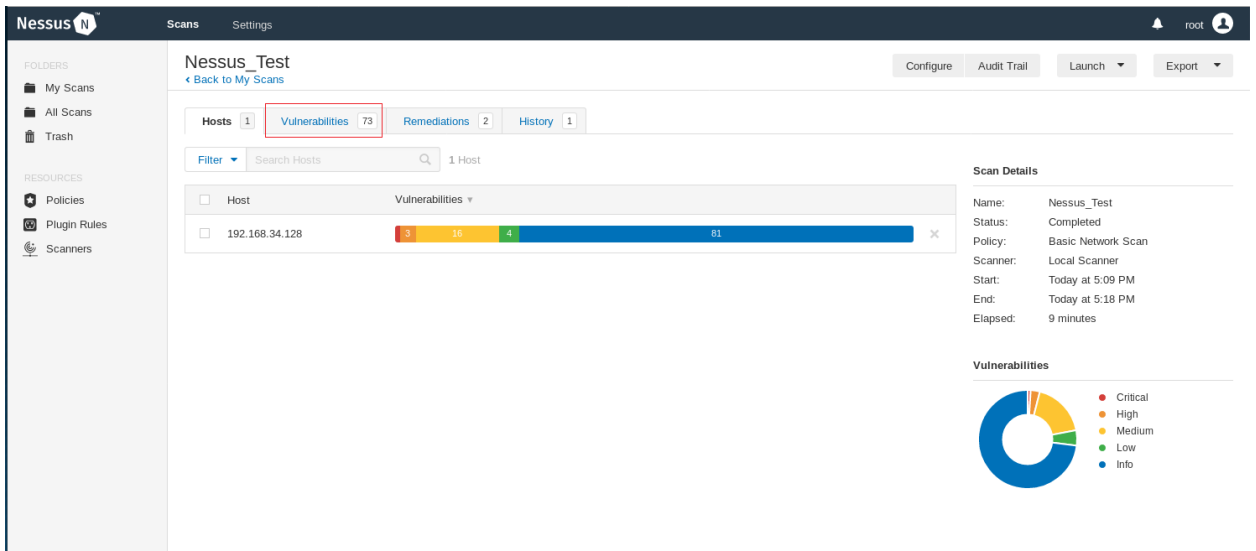 Nessus N ™ Scans Settings root
FOLDERS
My Scans
All Scans
Trash
RESOURCES
Policies
Plugin Rules
Scanners
Nessus_Test
Back to My Scans
Configure Audit Trail Launch Export
Hosts 1 Vulnerabilities 73 Remediations 2 History 1
Filter Search Hosts 1 Host
Host Vulnerabilities
192.168.34.128 3 16 4 81
Scan Details
Name: Nessus_Test
Status: Completed
Policy: Basic Network Scan
Scanner: Local Scanner
Start: Today at 5:09 PM
End: Today at 5:18 PM
Elapsed: 9 minutes
Vulnerabilities
Critical
High
Medium
Low
Info